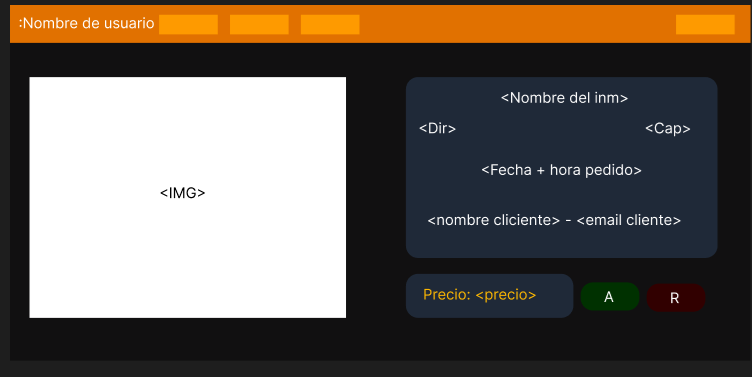 :Nombre de usuario
<IMG>
<Nombre del inm>
<Dir> <Cap>
<Fecha + hora pedido>
<nombre cliciente> - <email cliente>
Precio: <precio> A R